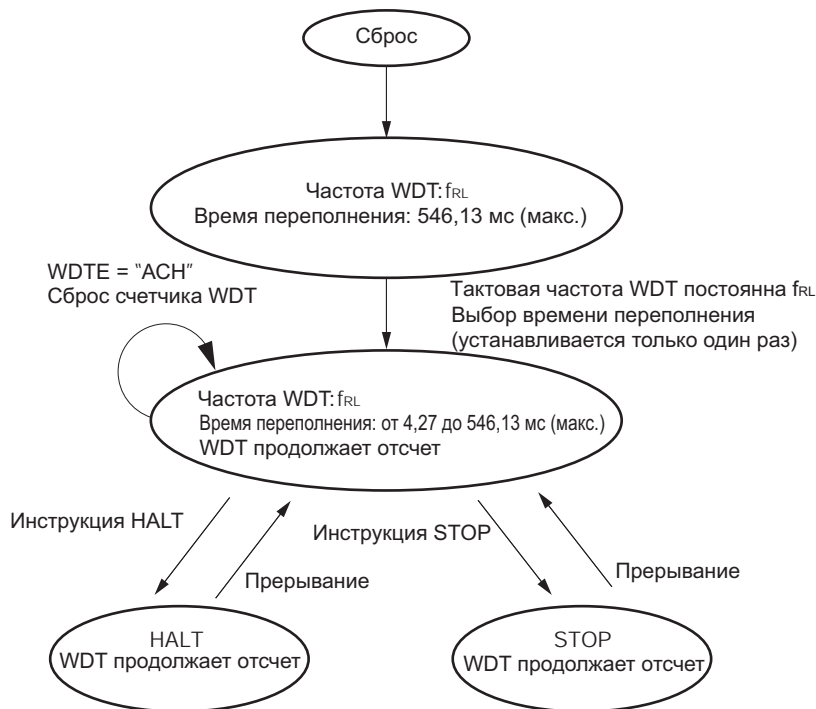 Сброс
Частота WDT: fRL
Время переполнения: 546,13 мс (макс.)
WDTE = "ACH"
Сброс счетчика WDT
Тактовая частота WDT постоянна fRL
Выбор времени переполнения
(устанавливается только один раз)
Частота WDT: fRL
Время переполнения: от 4,27 до 546,13 мс (макс.)
WDT продолжает отсчет
Инструкция HALT
Прерывание
Инструкция STOP
Прерывание
HALT
WDT продолжает отсчет
STOP
WDT продолжает отсчет